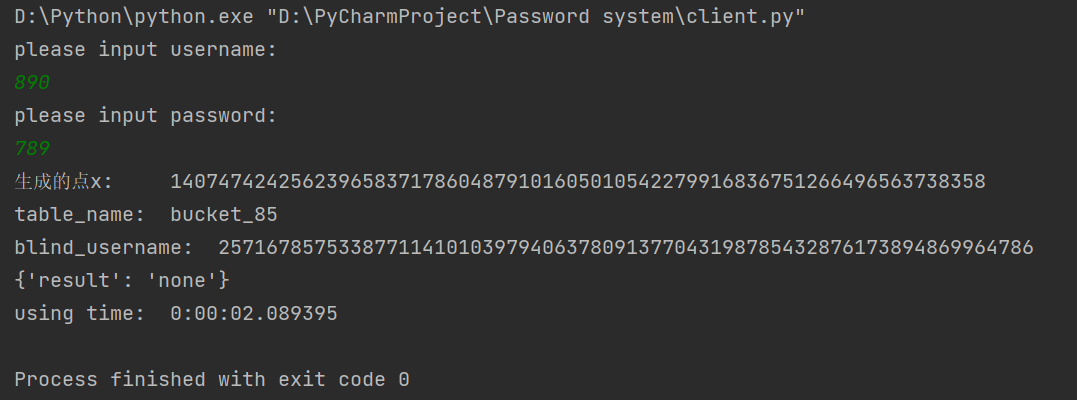 D:\Python\python.exe "D:\PyCharmProject\Password system\client.py"
please input username:
890
please input password:
789
生成的点x:    14074742425623965837178604879101605010542279916836751266496563738358
table_name:  bucket_85
blind_username:  25716785753387711410103979406378091377043198785432876173894869964786
{'result': 'none'}
using time:  0:00:02.089395
Process finished with exit code 0